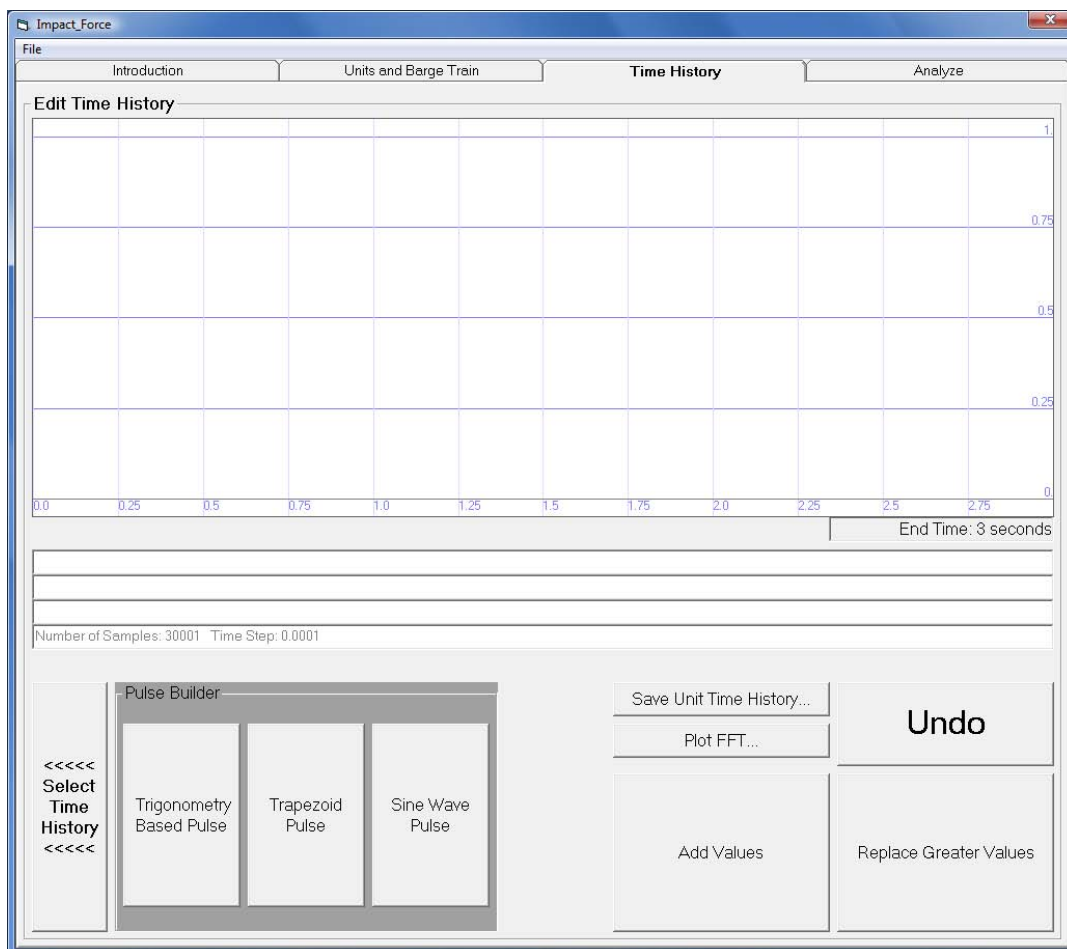 Impact_Force
X
File
Introduction
Units and Barge Train
Time History
Analyze
Edit Time History
1.
0.75
0.5
0.25
0.
0.0 0.25 0.5 0.75 1.0 1.25 1.5 1.75 2.0 2.25 2.5 2.75
End Time: 3 seconds
Number of Samples: 30001 Time Step: 0.0001
<<<<<
Select
Time
History
<<<<<
Pulse Builder
Trigonometry
Based Pulse
Trapezoid
Pulse
Sine Wave
Pulse
Save Unit Time History...
Plot FFT...
Undo
Add Values
Replace Greater Values